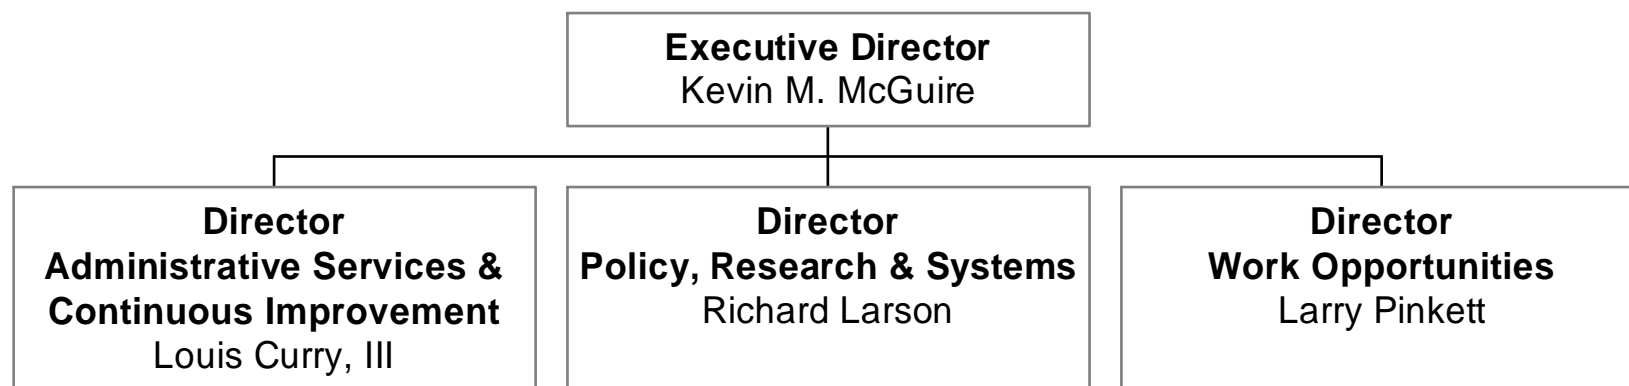 Executive Director
Kevin M. McGuire
Director
Administrative Services &
Continuous Improvement
Louis Curry, III
Director
Policy, Research & Systems
Richard Larson
Director
Work Opportunities
Larry Pinkett